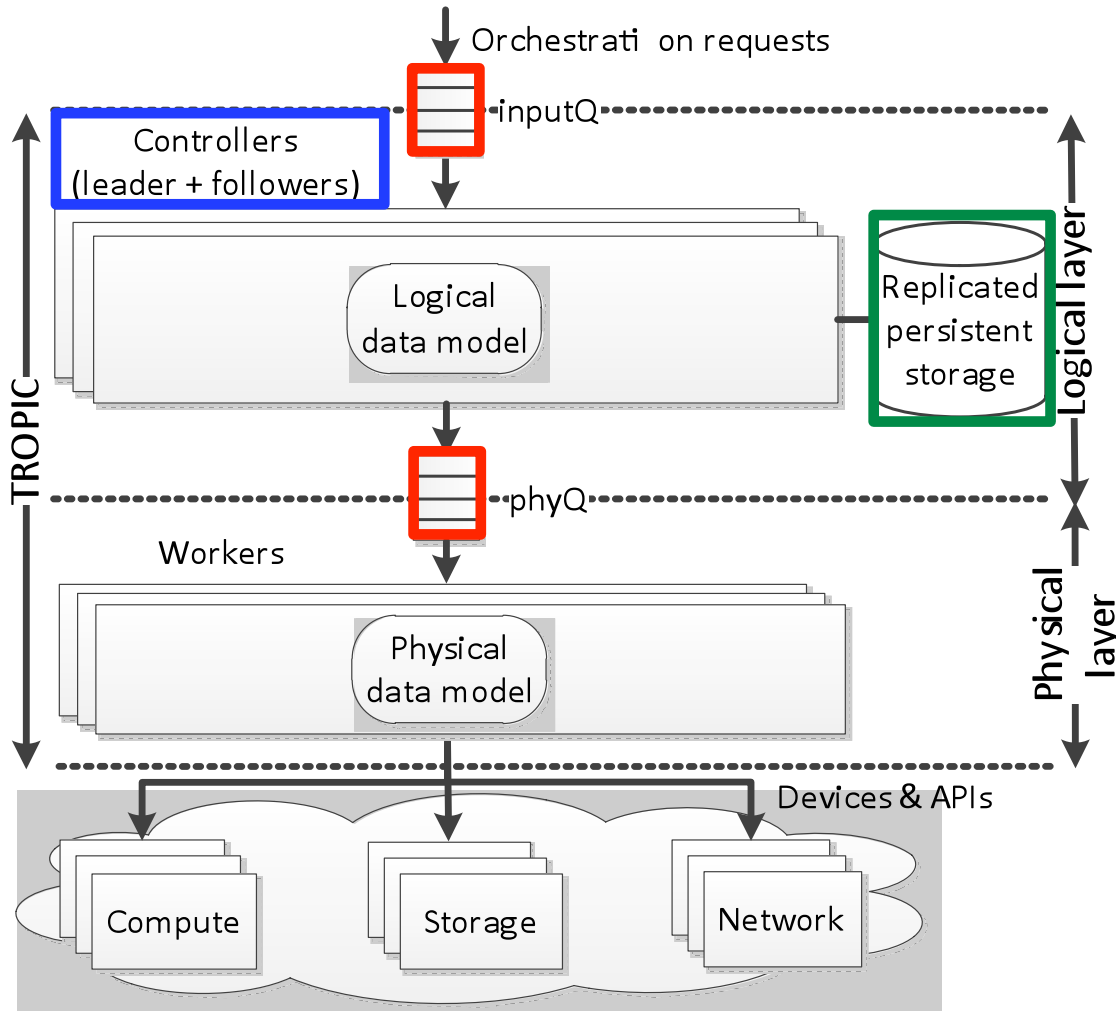 Orchestrati on requests
inputQ
Controllers
(leader + followers)
Logical
data model
Replicated
persistent
storage
Logical layer
TROPIC
phyQ
Workers
Physical
data model
Physical
layer
Devices & APIs
Compute
Storage
Network